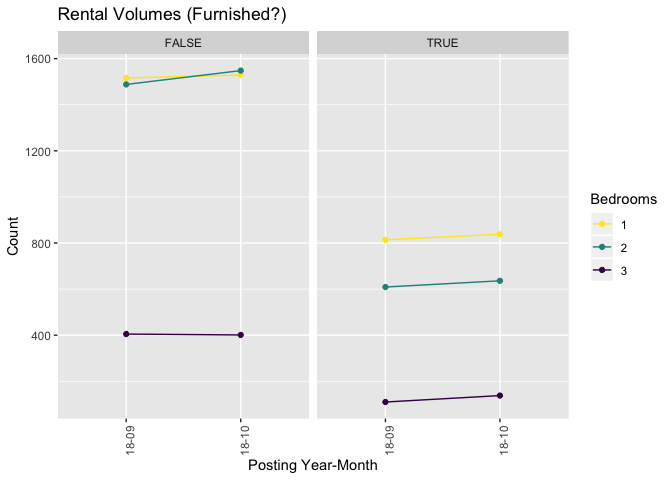 Rental Volumes (Furnished?)
FALSE
TRUE
1600
1200
800
400
Count
18-09
18-10
18-09
18-10
Posting Year-Month
Bedrooms
1
2
3